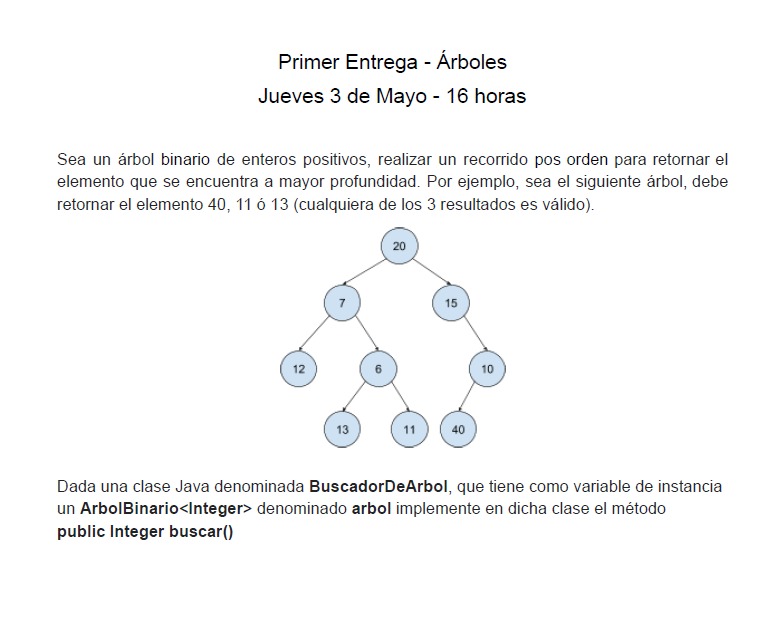 Primer Entrega - Árboles
Jueves 3 de Mayo - 16 horas
Sea un árbol binario de enteros positivos, realizar un recorrido pos orden para retornar el
elemento que se encuentra a mayor profundidad. Por ejemplo, sea el siguiente árbol, debe
retornar el elemento 40, 11 ó 13 (cualquiera de los 3 resultados es válido).
20
7 15
12 6 10
13 11 40
Dada una clase Java denominada BuscadorDeArbol, que tiene como variable de instancia
un ArbolBinario<Integer> denominado arbol implemente en dicha clase el método
public Integer buscar()